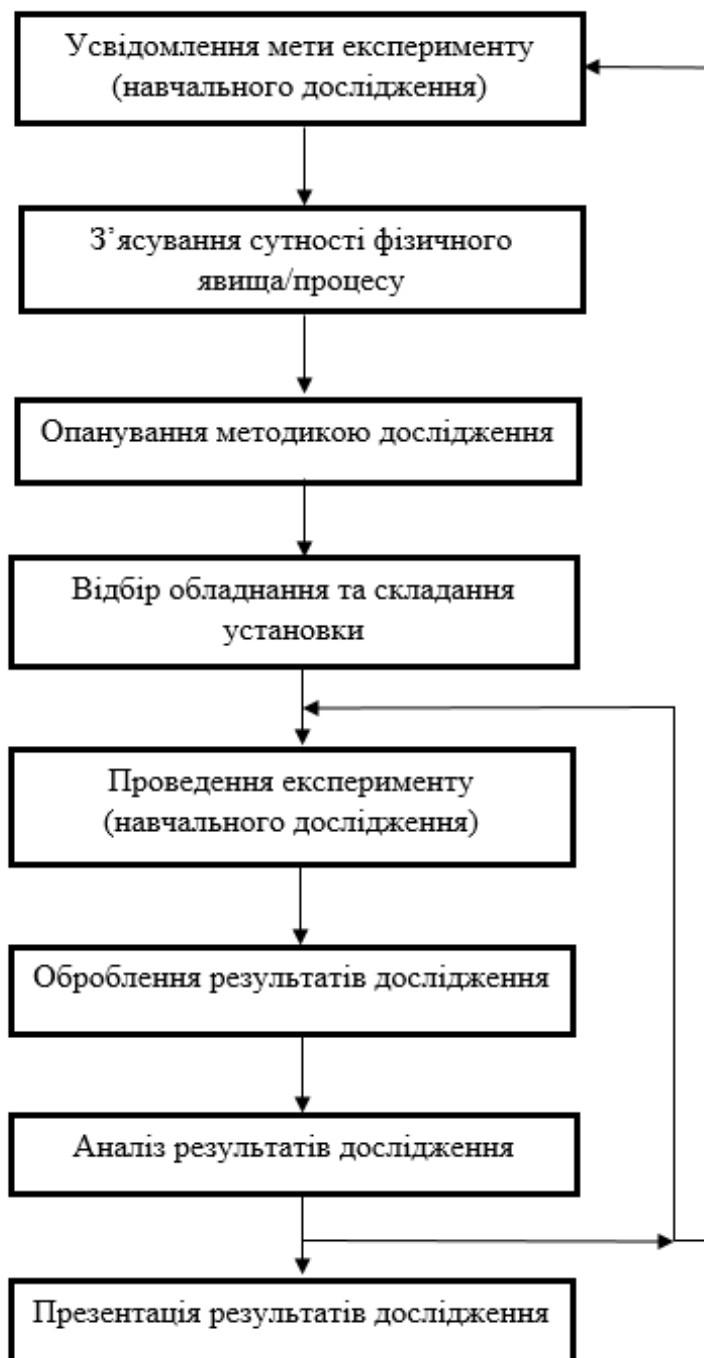 Усвідомлення мети експерименту
(навчального дослідження)
З’ясування сутності фізичного
явища/процесу
Опанування методикою дослідження
Відбір обладнання та складання
установки
Проведення експерименту
(навчального дослідження)
Оброблення результатів дослідження
Аналіз результатів дослідження
Презентація результатів дослідження